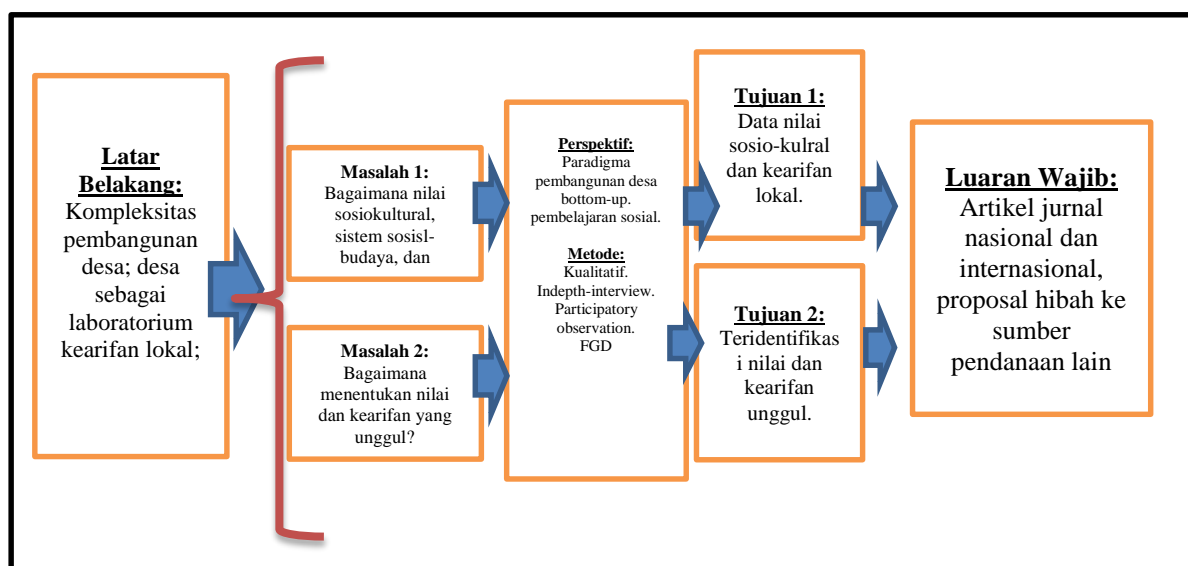 Latar
Belakang:
Kompleksitas
pembangunan
desa; desa
sebagai
laboratorium
kearifan lokal;
Masalah 1:
Bagaimana nilai
sosiokultural,
sistem sosisl-
budaya, dan
Masalah 2:
Bagaimana
menentukan nilai
dan kearifan yang
unggul?
Perspektif:
Paradigma
pembangunan desa
bottom-up.
pembelajaran sosial.
Metode:
Kualitatif.
Indepth-interview.
Participatory
observation.
FGD
Tujuan 1:
Data nilai
sosio-kulral
dan kearifan
lokal.
Tujuan 2:
Teridentifikas
i nilai dan
kearifan
unggul.
Luaran Wajib:
Artikel jurnal
nasional dan
internasional,
proposal hibah ke
sumber
pendanaan lain